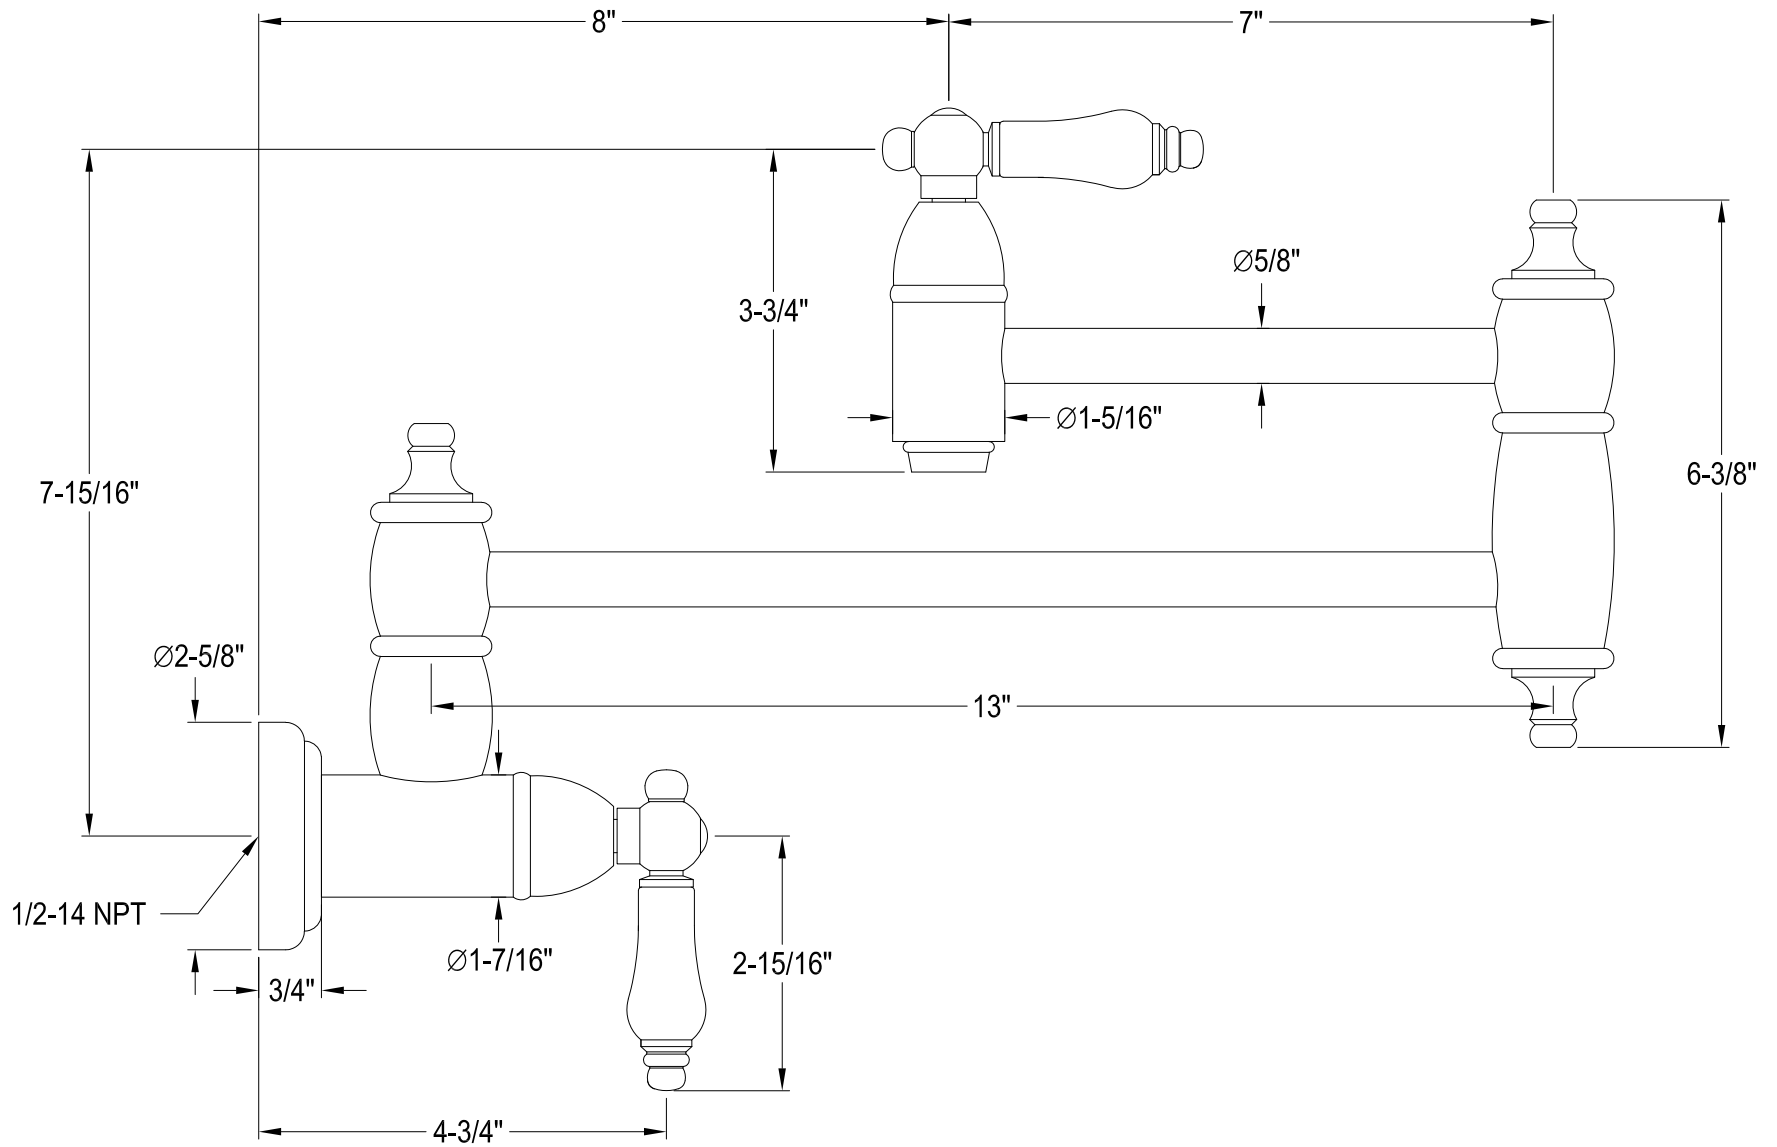 8"
7"
Ø5/8"
3-3/4"
Ø1-5/16"
6-3/8"
7-15/16"
Ø2-5/8"
13"
1/2-14 NPT
Ø1-7/16"
2-15/16"
3/4"
4-3/4"